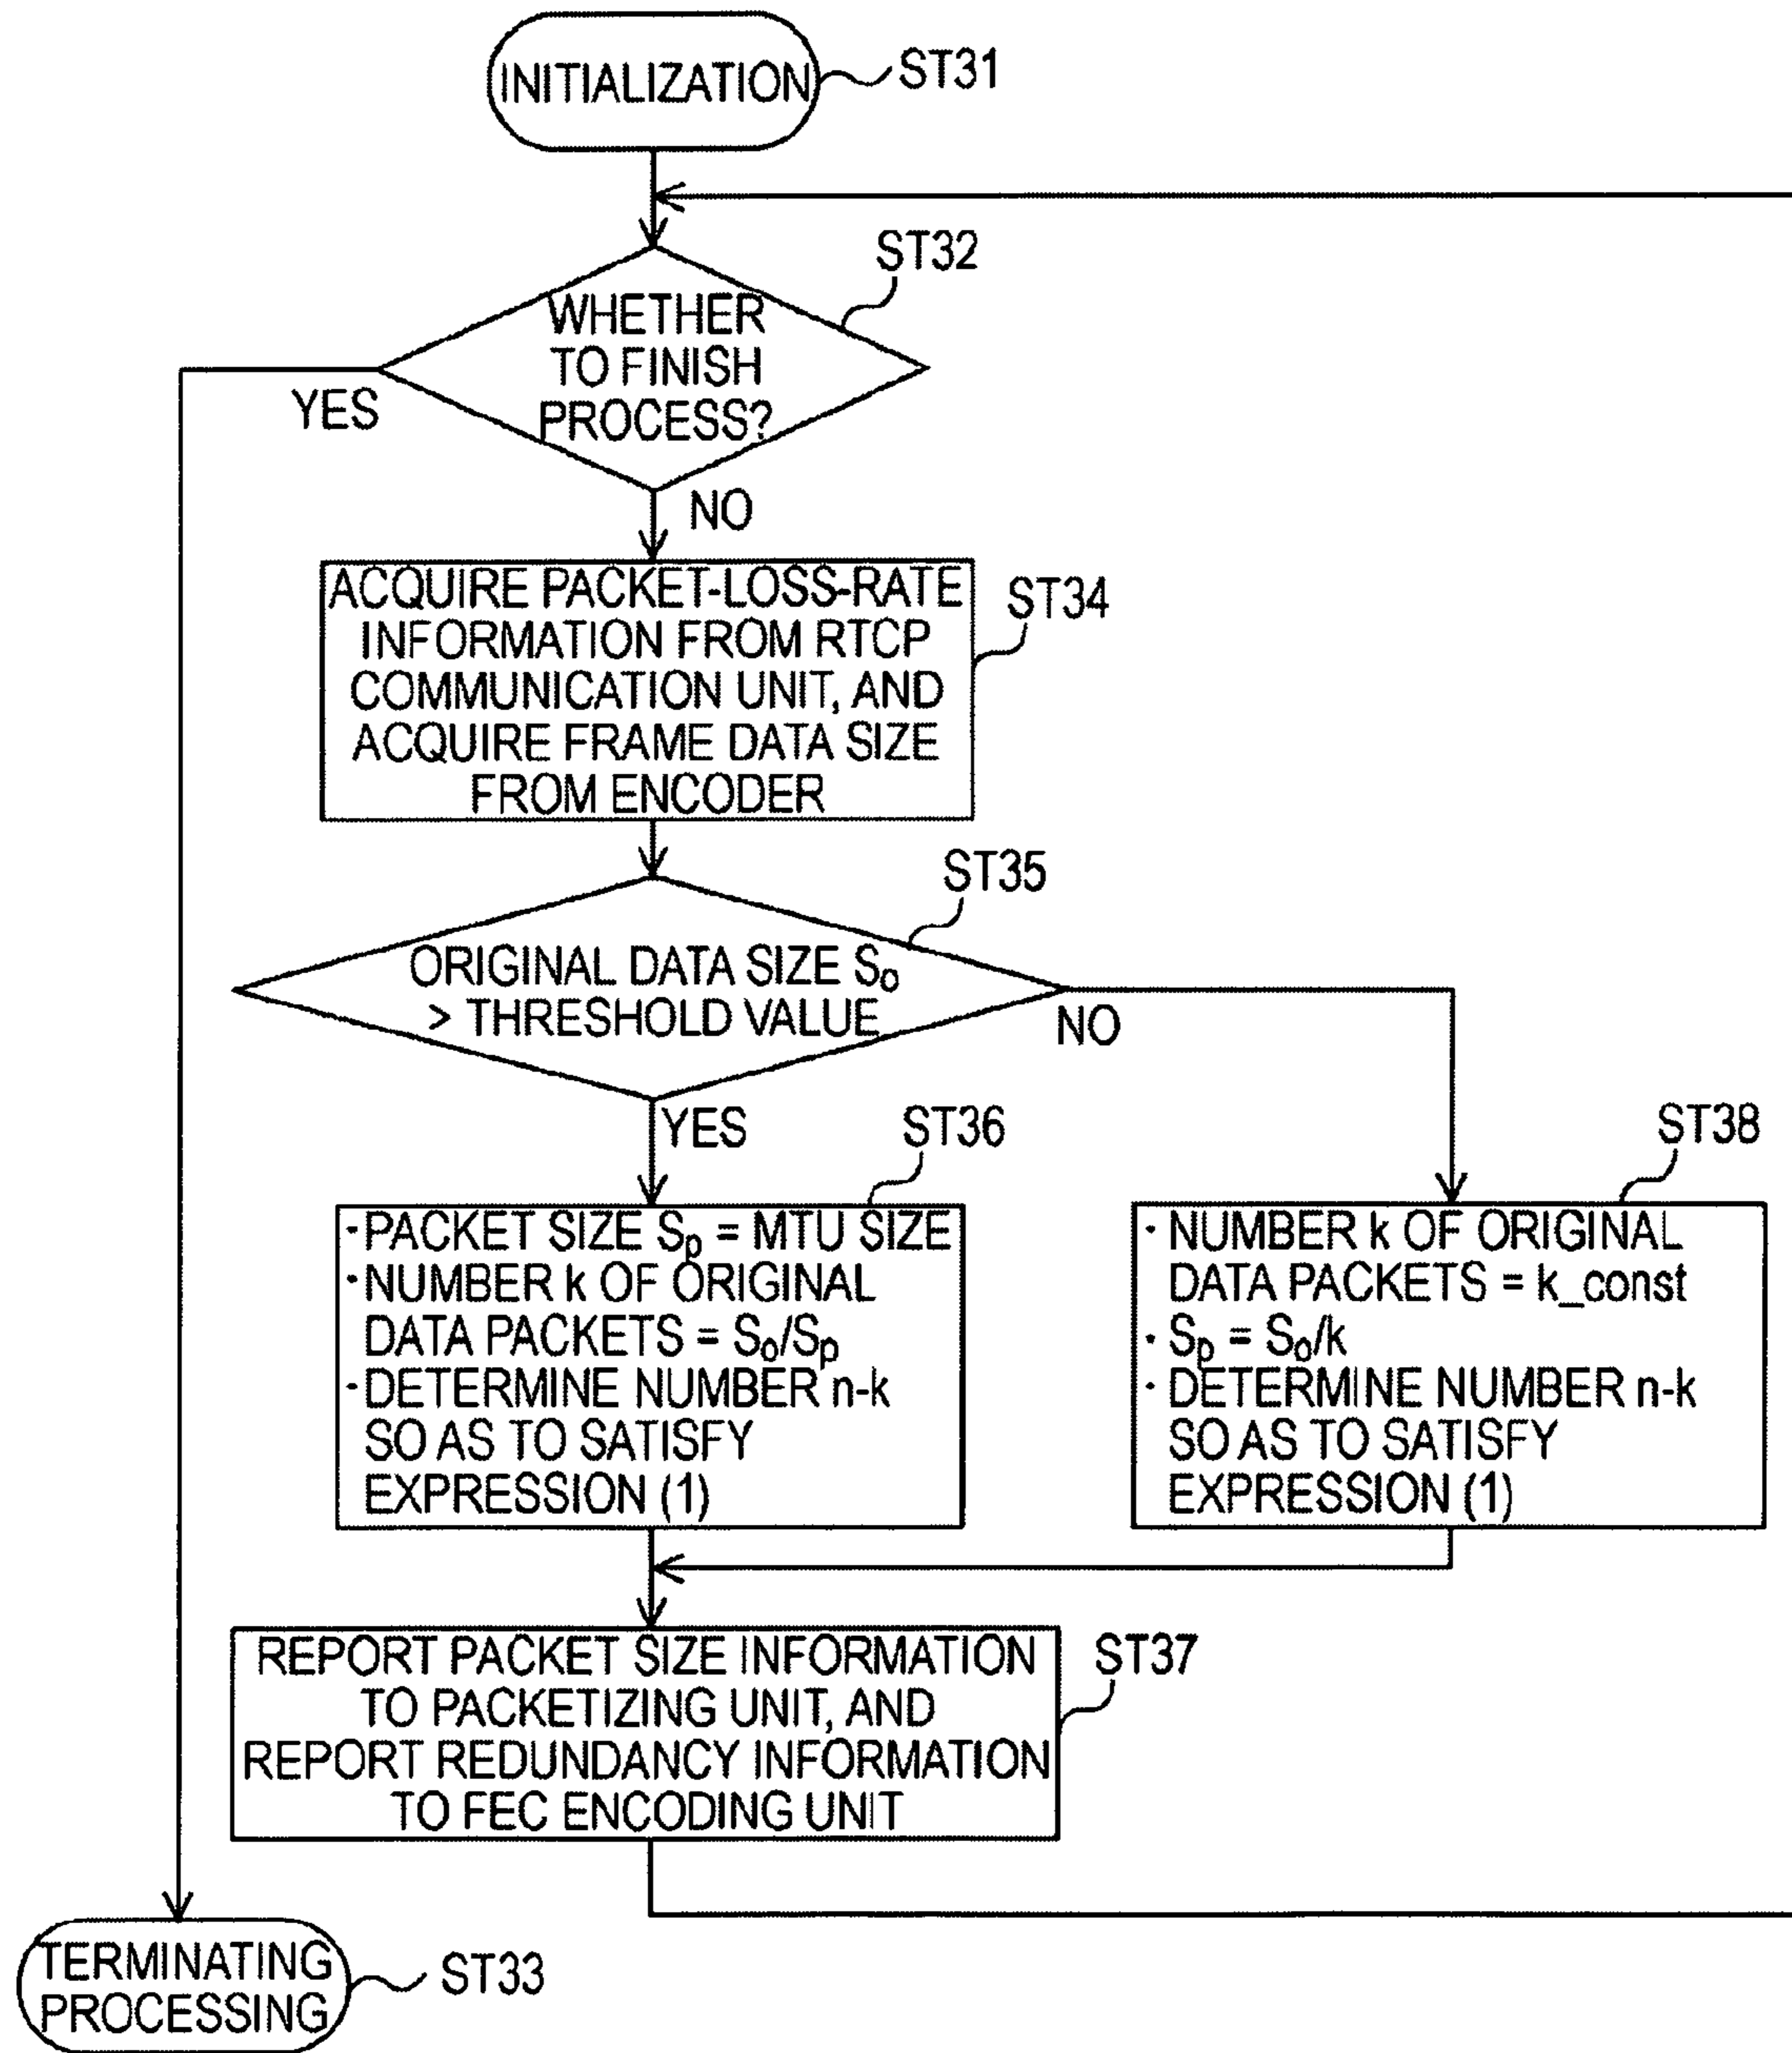 INITIALIZATION
ST31
ST32
WHETHER
TO FINISH
PROCESS?
YES
NO
ACQUIRE PACKET-LOSS-RATE
INFORMATION FROM RTCP
COMMUNICATION UNIT, AND
ACQUIRE FRAME DATA SIZE
FROM ENCODER
ST34
ST35
ORIGINAL DATA SIZE So
> THRESHOLD VALUE
NO
YES
ST36
·PACKET SIZE Sp = MTU SIZE
·NUMBER k OF ORIGINAL
DATA PACKETS = So/Sp
·DETERMINE NUMBER n-k
SO AS TO SATISFY
EXPRESSION (1)
ST38
· NUMBER k OF ORIGINAL
DATA PACKETS = k_const
· Sp = So/k
· DETERMINE NUMBER n-k
SO AS TO SATISFY
EXPRESSION (1)
REPORT PACKET SIZE INFORMATION
TO PACKETIZING UNIT, AND
REPORT REDUNDANCY INFORMATION
TO FEC ENCODING UNIT
ST37
TERMINATING
PROCESSING
ST33